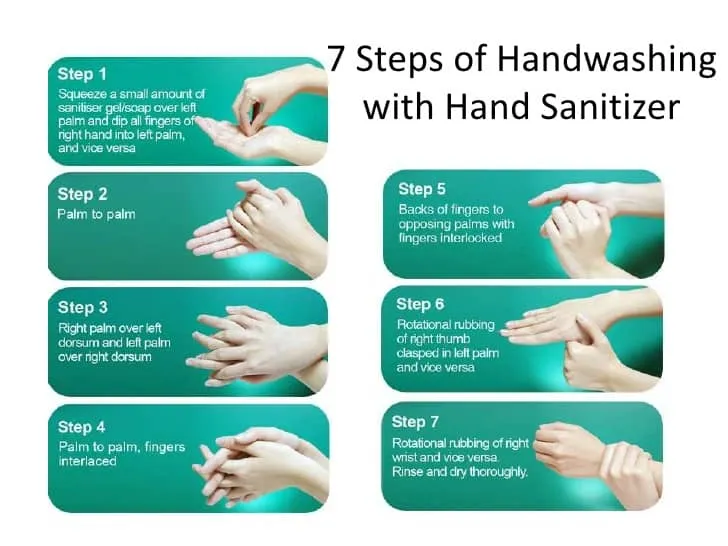 7 Steps of Handwashing
with Hand Sanitizer
Step 1
Squeeze a small amount of
sanitiser gel/soap over left
palm and dip all fingers of
right hand into left palm,
and vice versa
Step 2
Palm to palm
Step 3
Right palm over left
dorsum and left palm
over right dorsum
Step 4
Palm to palm, fingers
interlaced
Step 5
Backs of fingers to
opposing palms with
fingers interlocked
Step 6
Rotational rubbing
of right thumb
clasped in left palm
and vice versa
Step 7
Rotational rubbing of right
wrist and vice versa.
Rinse and dry thoroughly.